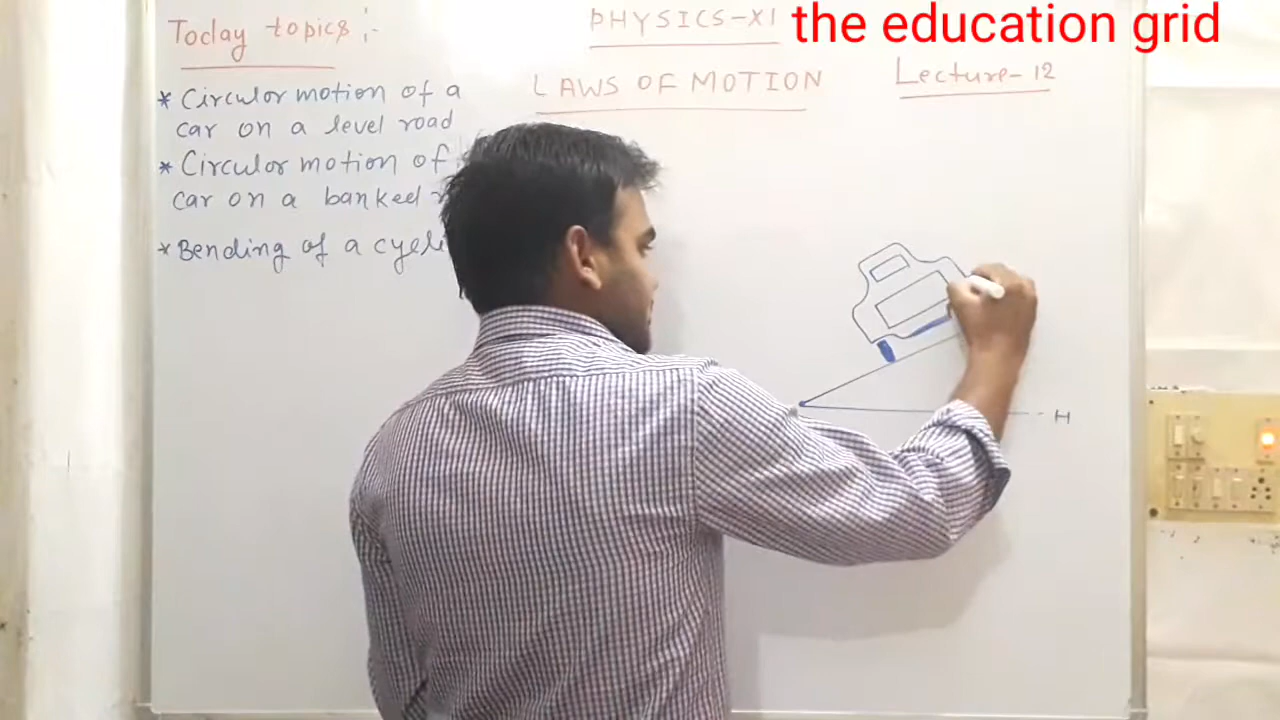 Today topics :-
PHYSICS-XI
the education grid
LAWS OF MOTION
Lecture-12
* Circular motion of a
car on a level road
* Circular motion of
car on a banked
* Bending of a
H